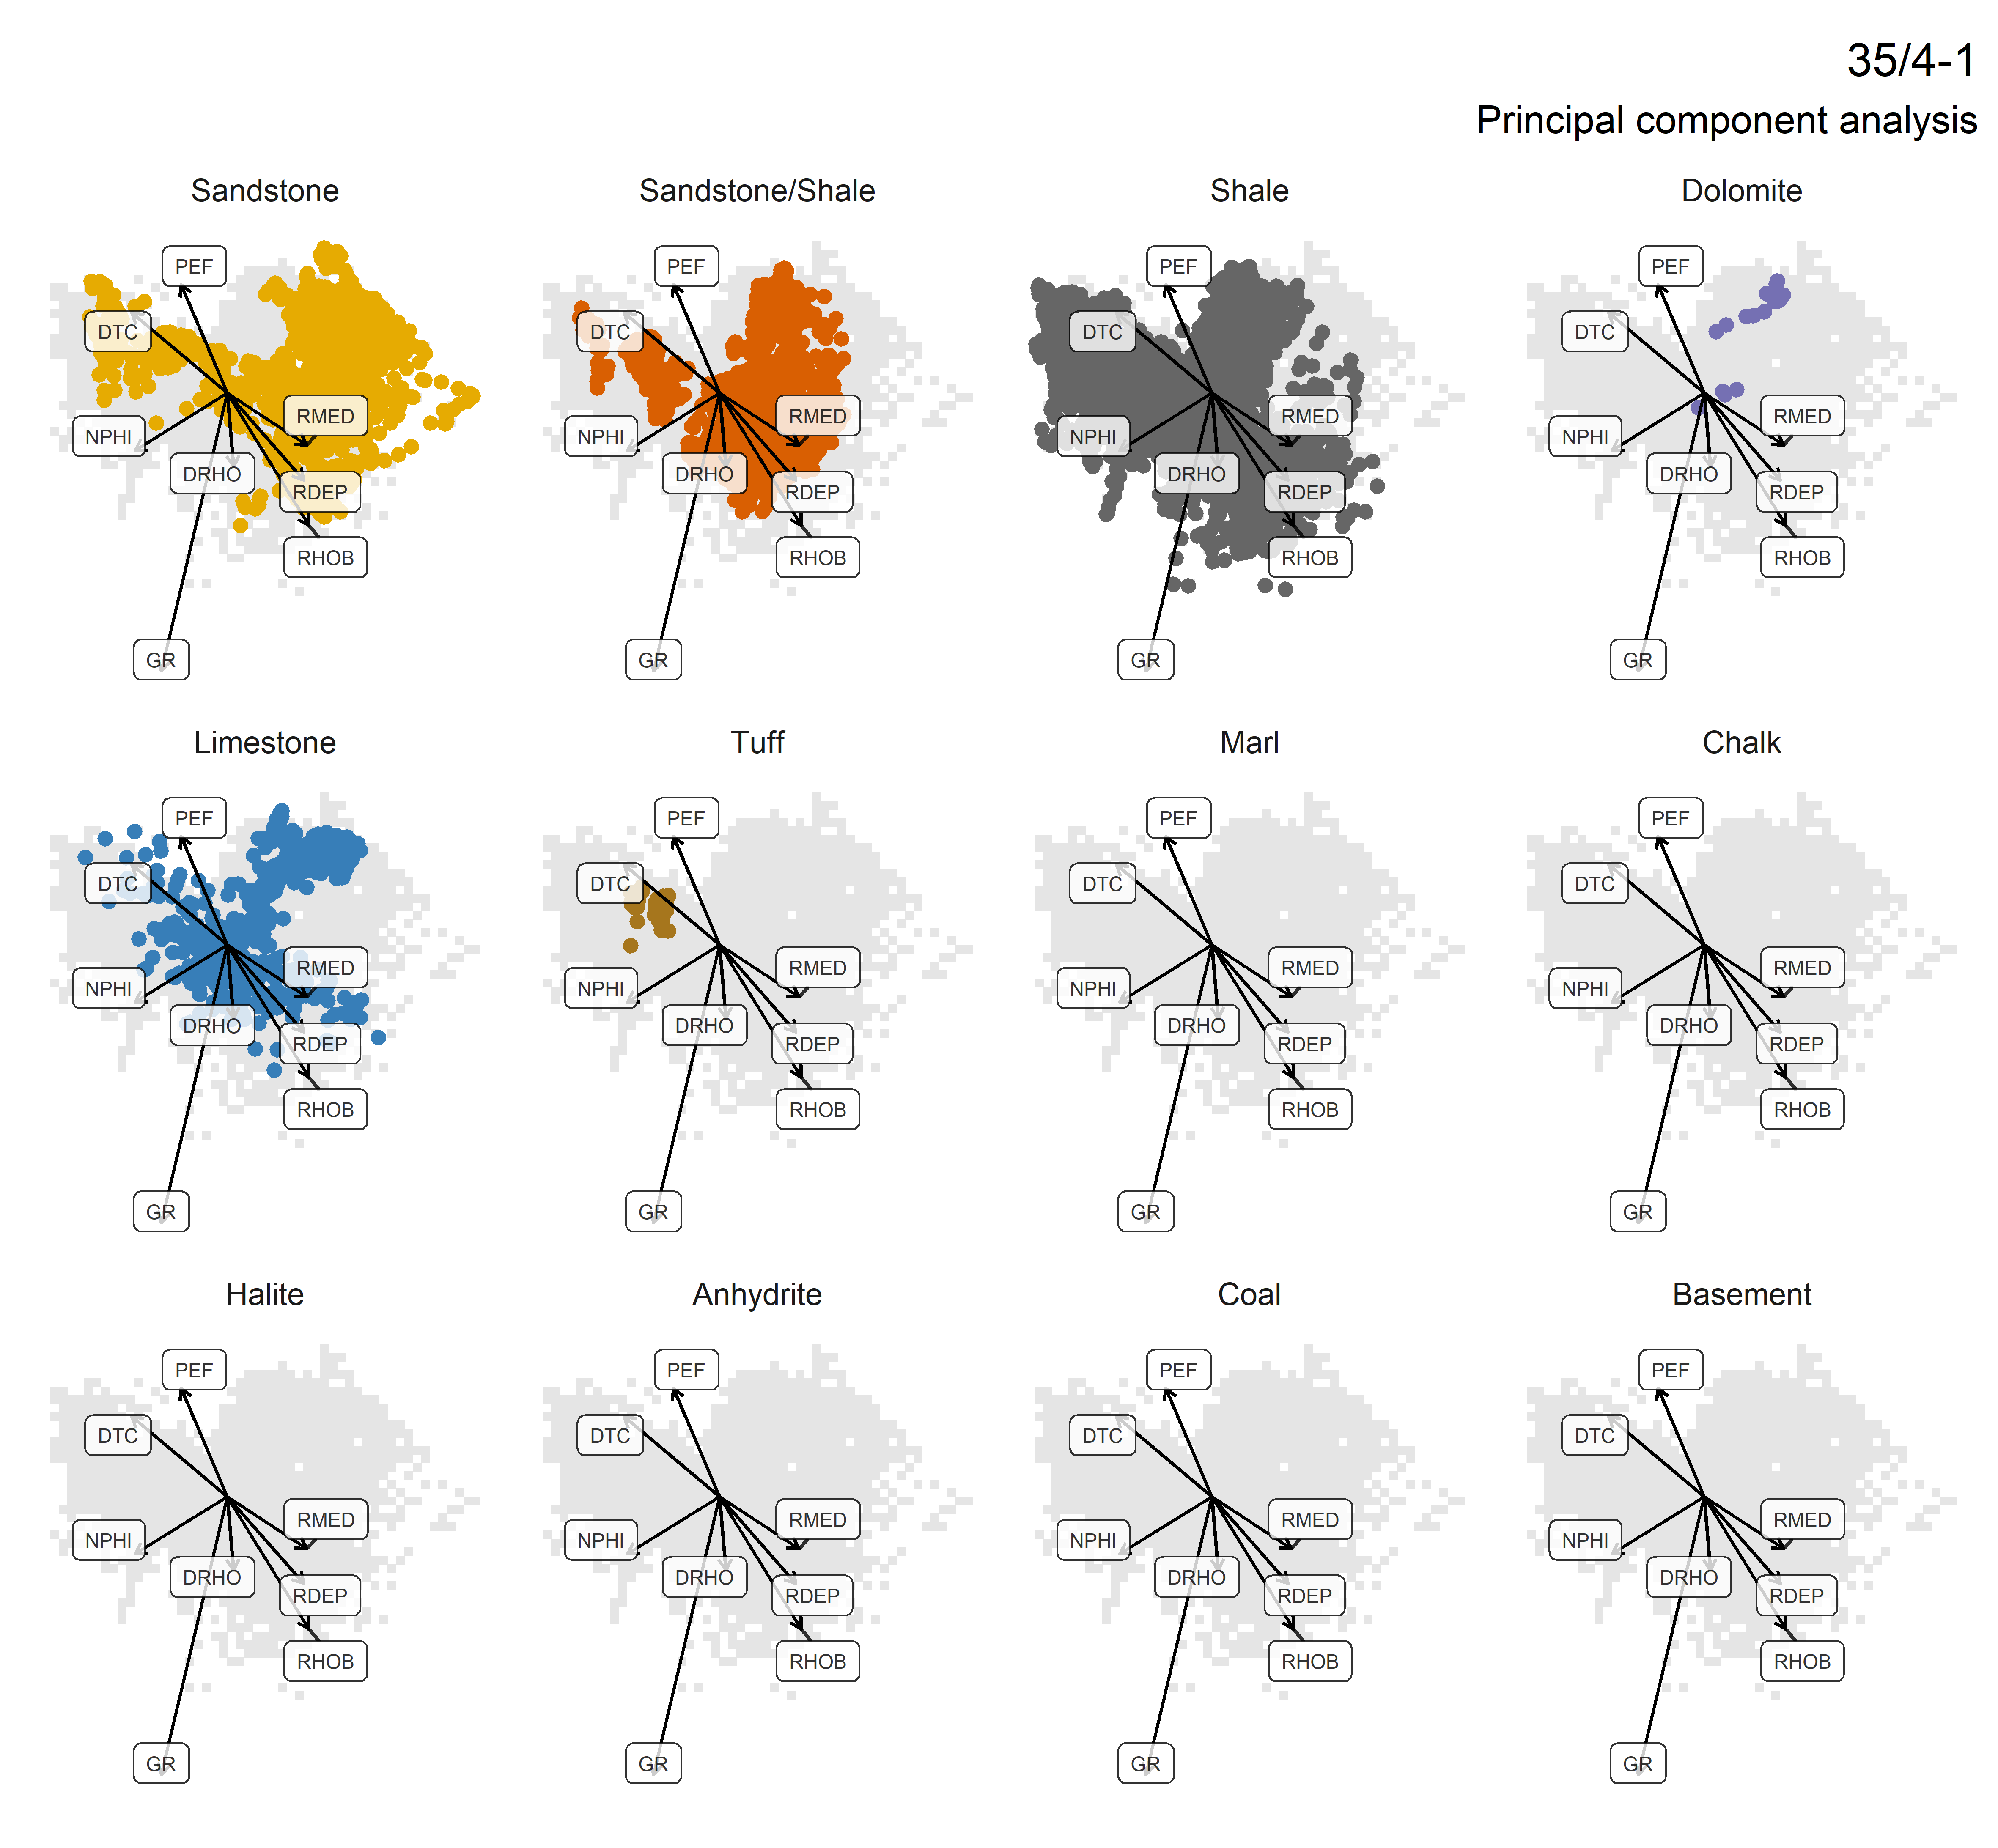 35/4-1
Principal component analysis
Sandstone
Sandstone/Shale
Shale
Dolomite
PEF
DTC
RMED
NPHI
DRHO
RDEP
RHOB
GR
PEF
DTC
RMED
NPHI
DRHO
RDEP
RHOB
GR
PEF
DTC
RMED
NPHI
DRHO
RDEP
RHOB
GR
PEF
DTC
RMED
NPHI
DRHO
RDEP
RHOB
GR
Limestone
Tuff
Marl
Chalk
PEF
DTC
RMED
NPHI
DRHO
RDEP
RHOB
GR
PEF
DTC
RMED
NPHI
DRHO
RDEP
RHOB
GR
PEF
DTC
RMED
NPHI
DRHO
RDEP
RHOB
GR
PEF
DTC
RMED
NPHI
DRHO
RDEP
RHOB
GR
Halite
Anhydrite
Coal
Basement
PEF
DTC
RMED
NPHI
DRHO
RDEP
RHOB
GR
PEF
DTC
RMED
NPHI
DRHO
RDEP
RHOB
GR
PEF
DTC
RMED
NPHI
DRHO
RDEP
RHOB
GR
PEF
DTC
RMED
NPHI
DRHO
RDEP
RHOB
GR